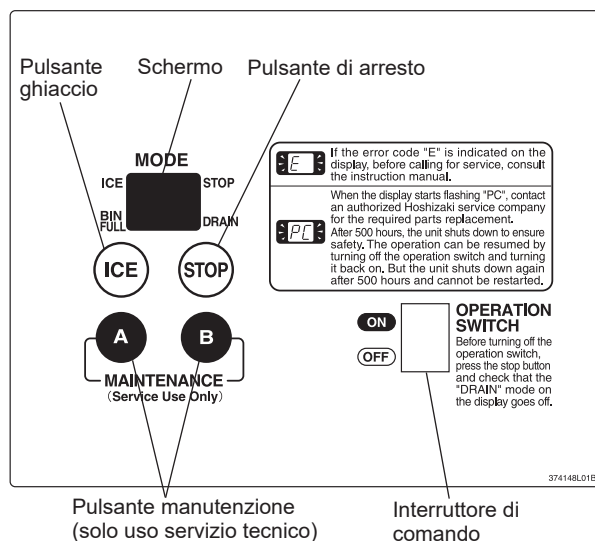 Pulsante
ghiaccio
Schermo
Pulsante di arresto
MODE
ICE
STOP
BIN
FULL
DRAIN
ICE
STOP
A
B
MAINTENANCE
(Service Use Only)
E
If the error code "E" is indicated on the
display, before calling for service, consult
the instruction manual.
PC
When the display starts flashing "PC", contact
an authorized Hoshizaki service company
for the required parts replacement.
After 500 hours, the unit shuts down to ensure
safety. The operation can be resumed by
turning off the operation switch and turning
it back on. But the unit shuts down again
after 500 hours and cannot be restarted.
ON
OFF
OPERATION
SWITCH
Before turning off the
operation switch,
press the stop button
and check that the
"DRAIN" mode on
the display goes off.
374148L01B
Pulsante manutenzione
(solo uso servizio tecnico)
Interruttore di
comando